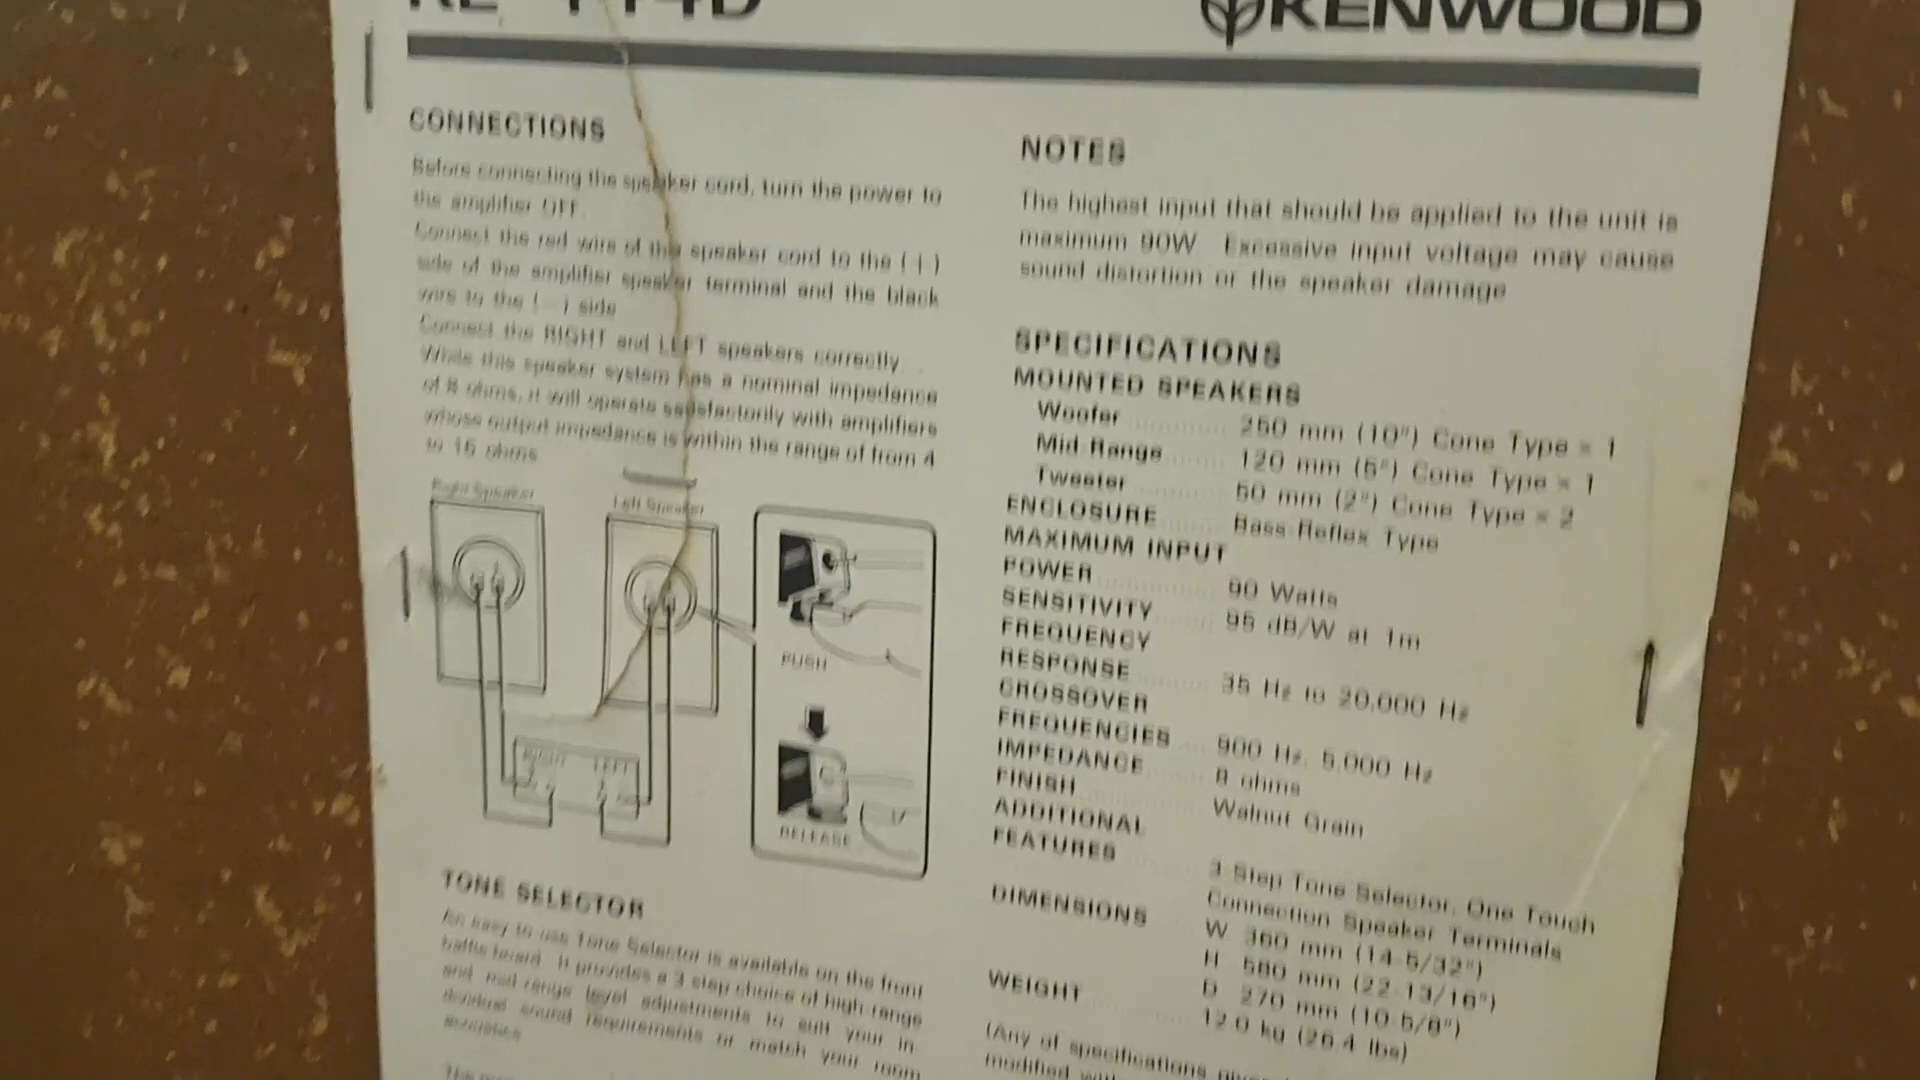 KENWOOD
CONNECTIONS
Before connecting the speaker cord, turn the power to
the amplifier OFF.
Connect the red wire of the speaker cord to the (+)
side of the amplifier speaker terminal and the black
wire to the (−) side
Connect the RIGHT and LEFT speakers correctly
While this speaker system has a nominal impedance
of 8 ohms, it will operate satisfactorily with amplifiers
whose output impedance is within the range of from 4
to 16 ohms
Right Speaker
Left Speaker
PUSH
RIGHT LEFT
RELEASE
TONE SELECTOR
An easy to use Tone Selector is available on the front
baffle board. It provides a 3 step choice of high range
and mid range level adjustments to suit your in-
dividual sound requirements or match your room
acoustics
NOTES
The highest input that should be applied to the unit is
maximum 90W Excessive input voltage may cause
sound distortion or the speaker damage
SPECIFICATIONS
MOUNTED SPEAKERS
Woofer 250 mm (10") Cone Type × 1
Mid Range 120 mm (5") Cone Type × 1
Tweeter 50 mm (2") Cone Type × 2
ENCLOSURE Bass Reflex Type
MAXIMUM INPUT
POWER 90 Watts
SENSITIVITY 95 dB/W at 1m
FREQUENCY
RESPONSE 35 Hz to 20,000 Hz
CROSSOVER
FREQUENCIES 900 Hz, 5,000 Hz
IMPEDANCE 8 ohms
FINISH Walnut Grain
ADDITIONAL
FEATURES 3 Step Tone Selector, One Touch
Connection Speaker Terminals
DIMENSIONS W 360 mm (14-5/32")
H 580 mm (22-13/16")
D 270 mm (10-5/8")
WEIGHT 12.0 kg (26.4 lbs)
(Any of specifications
modified